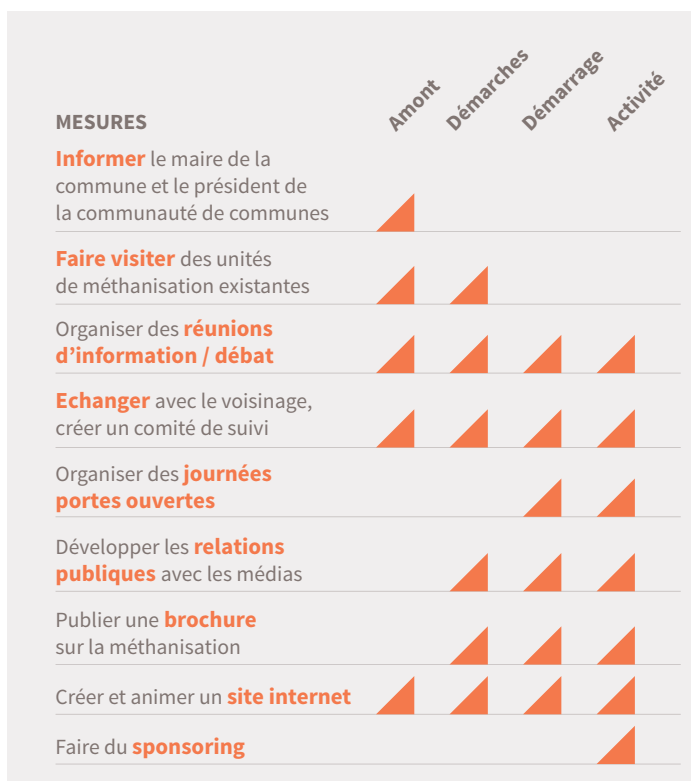 Amont
Démarches
Démarrage
Activité
MESURES
Informer le maire de la
commune et le président de
la communauté de communes
Faire visiter des unités
de méthanisation existantes
Organiser des réunions
d’information / débat
Echanger avec le voisinage,
créer un comité de suivi
Organiser des journées
portes ouvertes
Développer les relations
publiques avec les médias
Publier une brochure
sur la méthanisation
Créer et animer un site internet
Faire du sponsoring